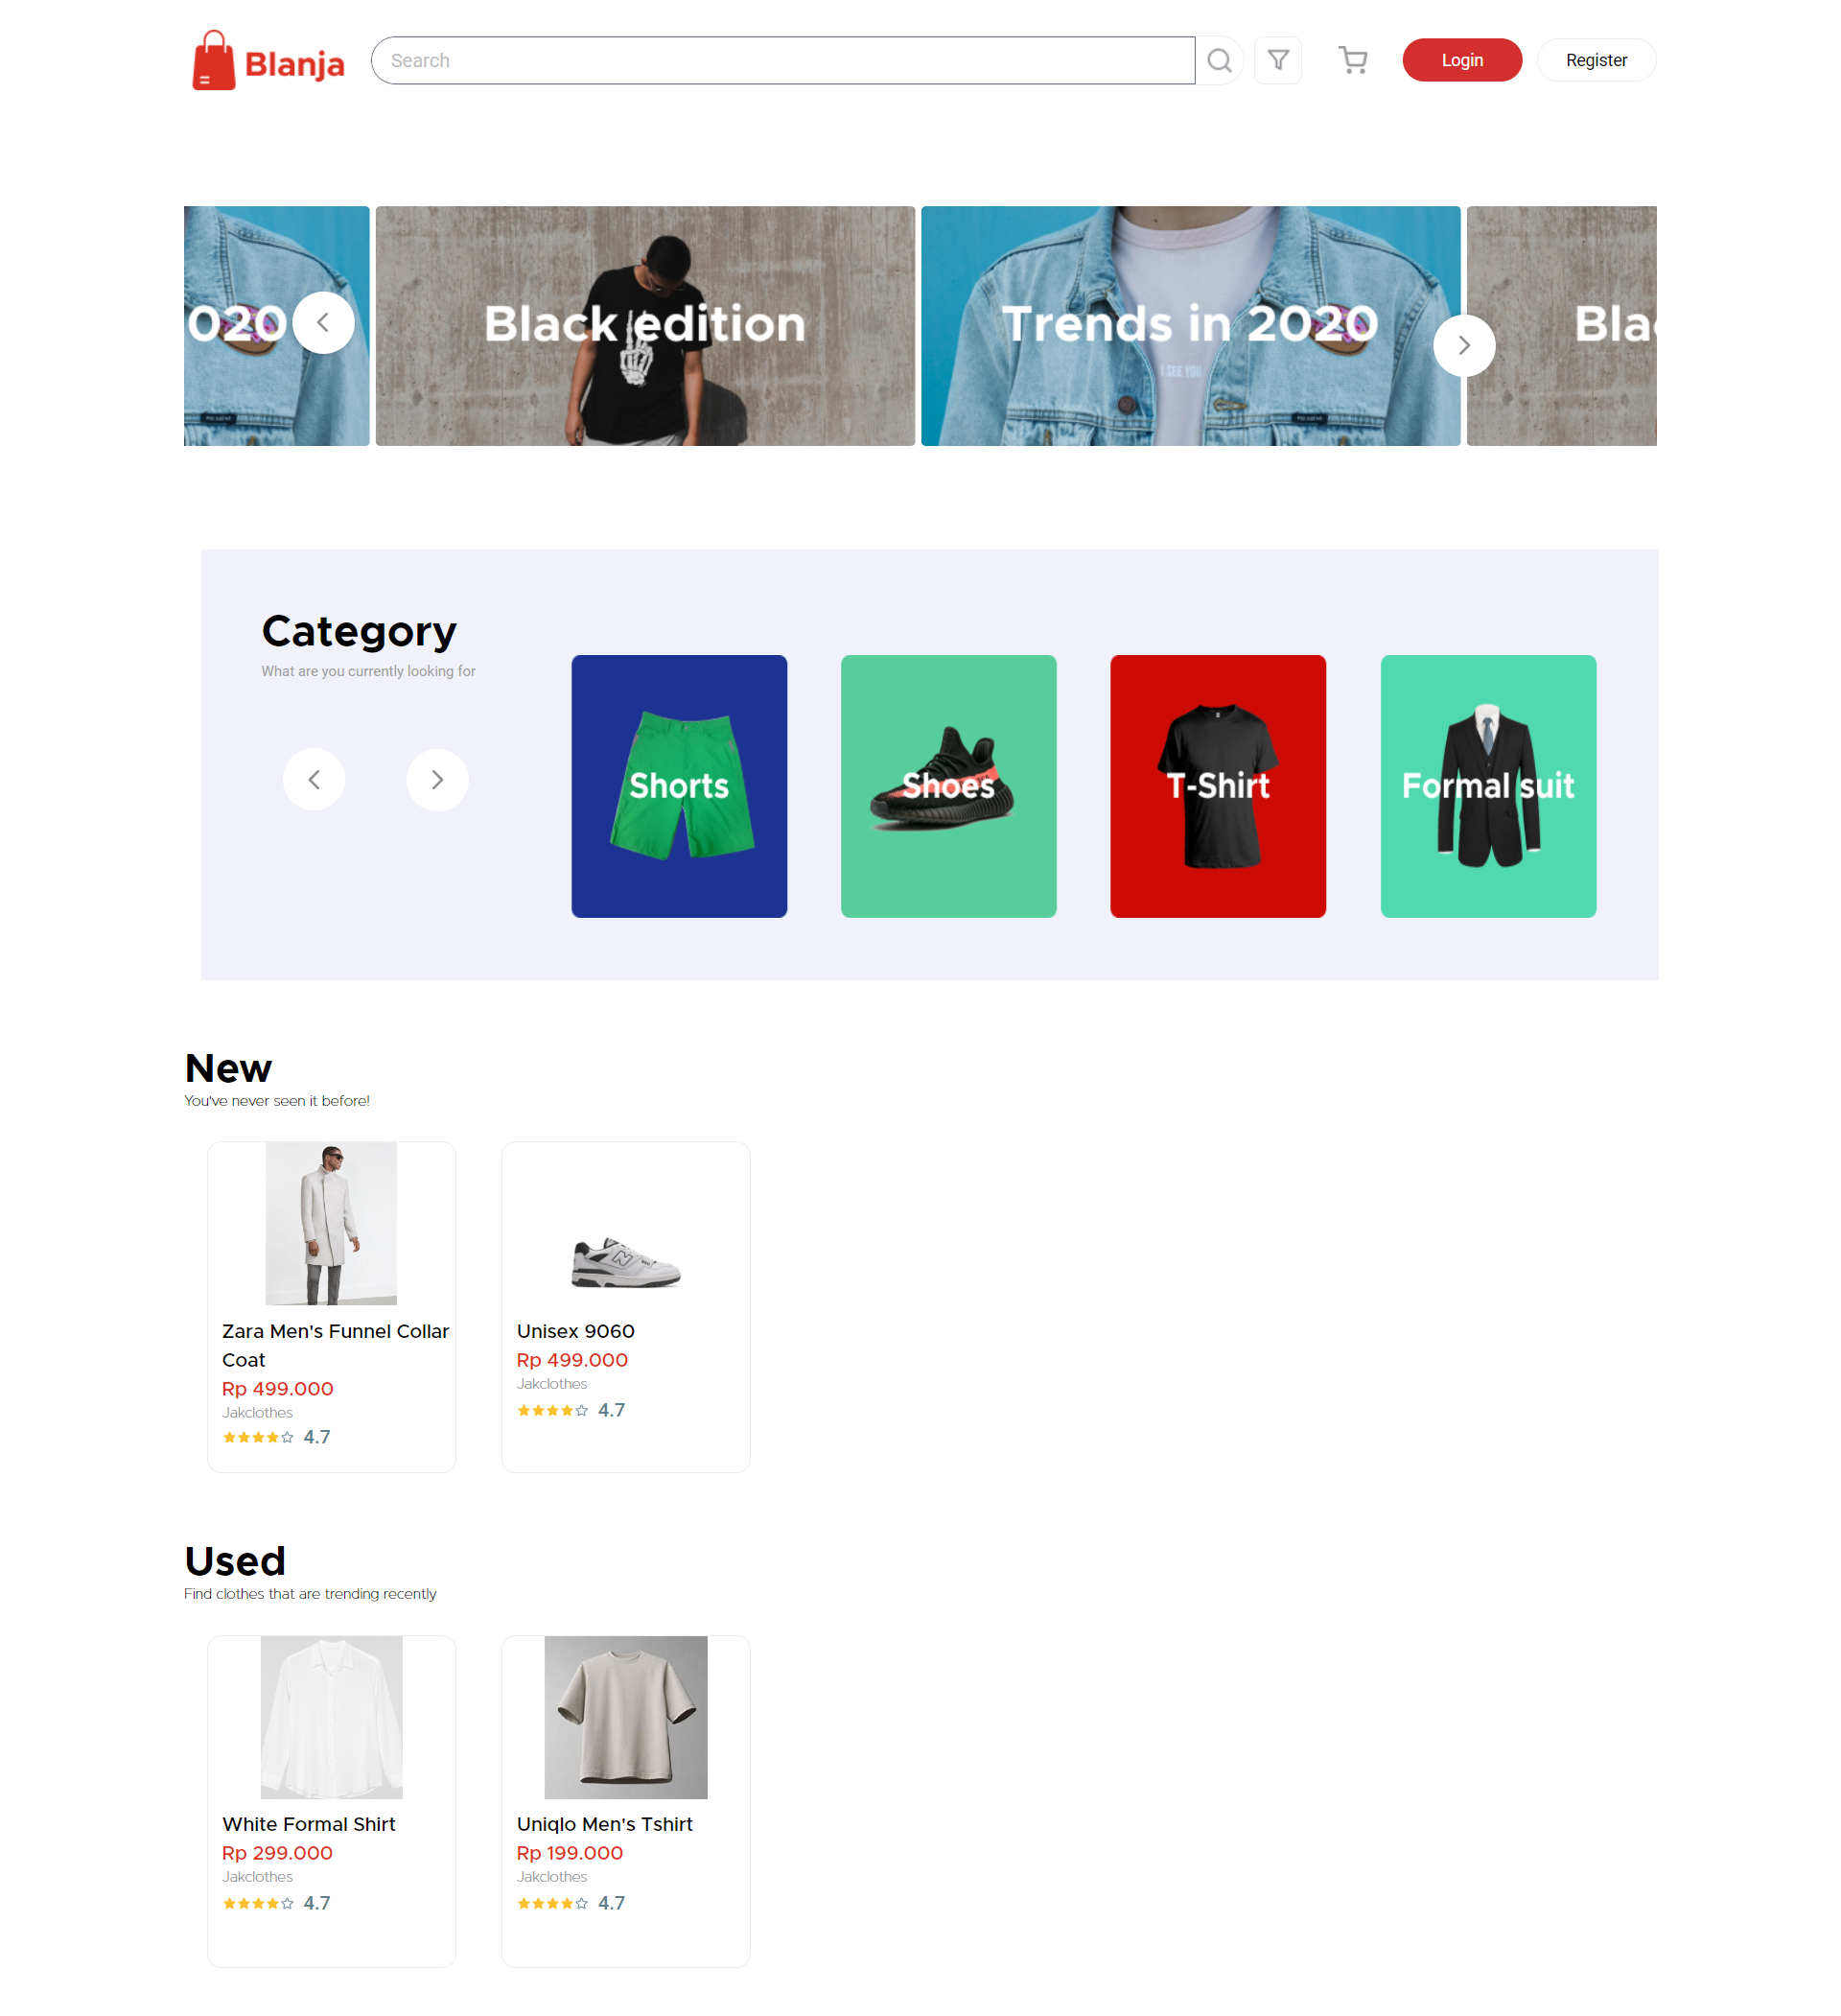 Blanja
Search
Login
Register
020
Black edition
Trends in 2020
I SEE YOU
Blac
Category
What are you currently looking for
Shorts
Shoes
T-Shirt
Formal suit
New
You've never seen it before!
Zara Men's Funnel Collar
Coat
Rp 499.000
Jakclothes
4.7
Unisex 9060
Rp 499.000
Jakclothes
4.7
Used
Find clothes that are trending recently
White Formal Shirt
Rp 299.000
Jakclothes
4.7
Uniqlo Men's Tshirt
Rp 199.000
Jakclothes
4.7